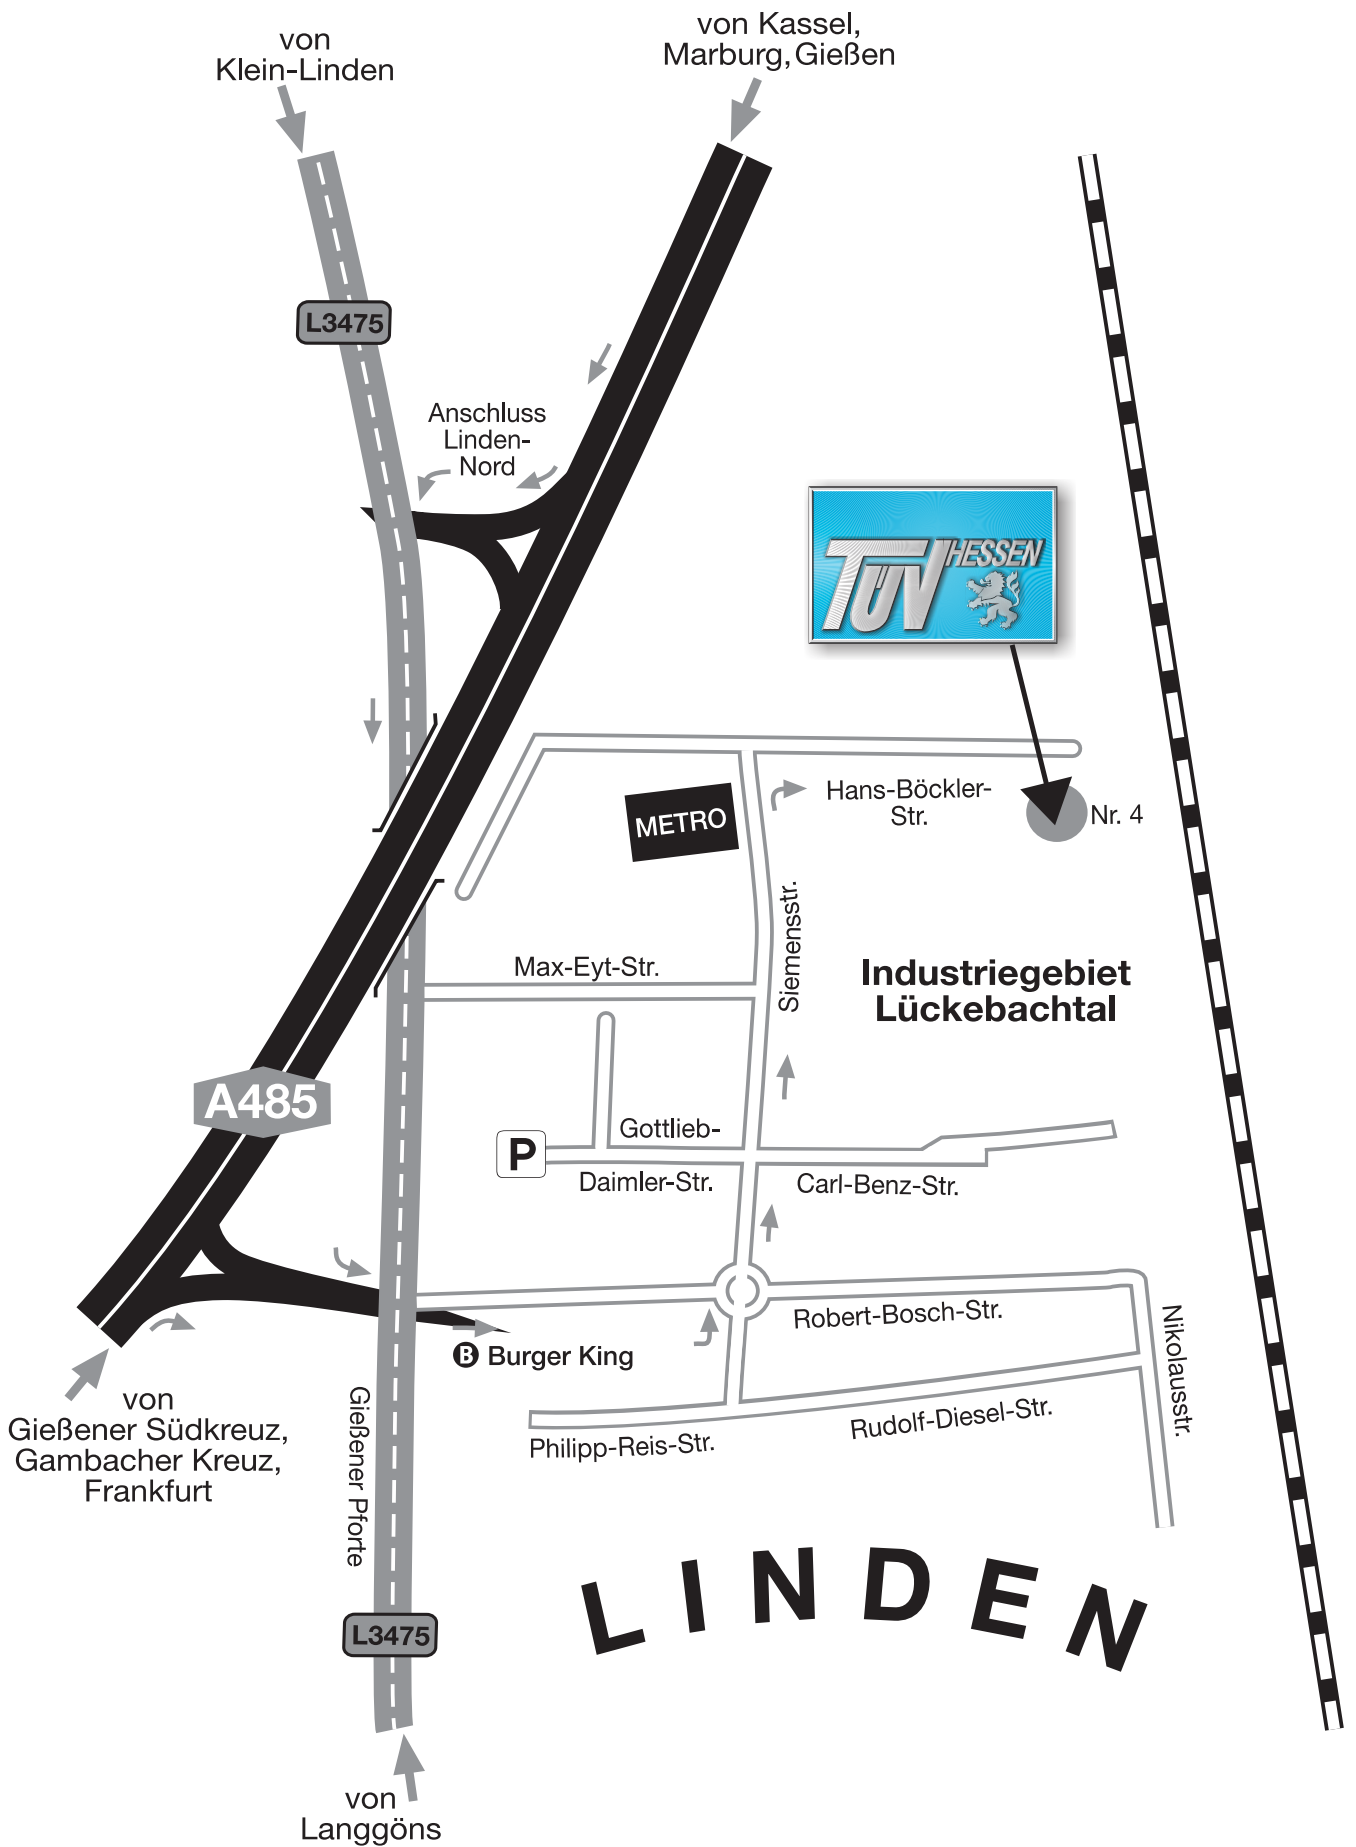 von
Klein-Linden
von Kassel,
Marburg, Gießen
L3475
Anschluss
Linden-
Nord
TÜV HESSEN
METRO
Hans-Böckler-
Str.
Nr. 4
Siemensstr.
Max-Eyt-Str.
Industriegebiet
Lückebachtal
A485
P
Gottlieb-
Daimler-Str.
Carl-Benz-Str.
Robert-Bosch-Str.
B Burger King
Nikolausstr.
von
Gießener Südkreuz,
Gambacher Kreuz,
Frankfurt
Gießener Pforte
Philipp-Reis-Str.
Rudolf-Diesel-Str.
LINDEN
L3475
von
Langgöns